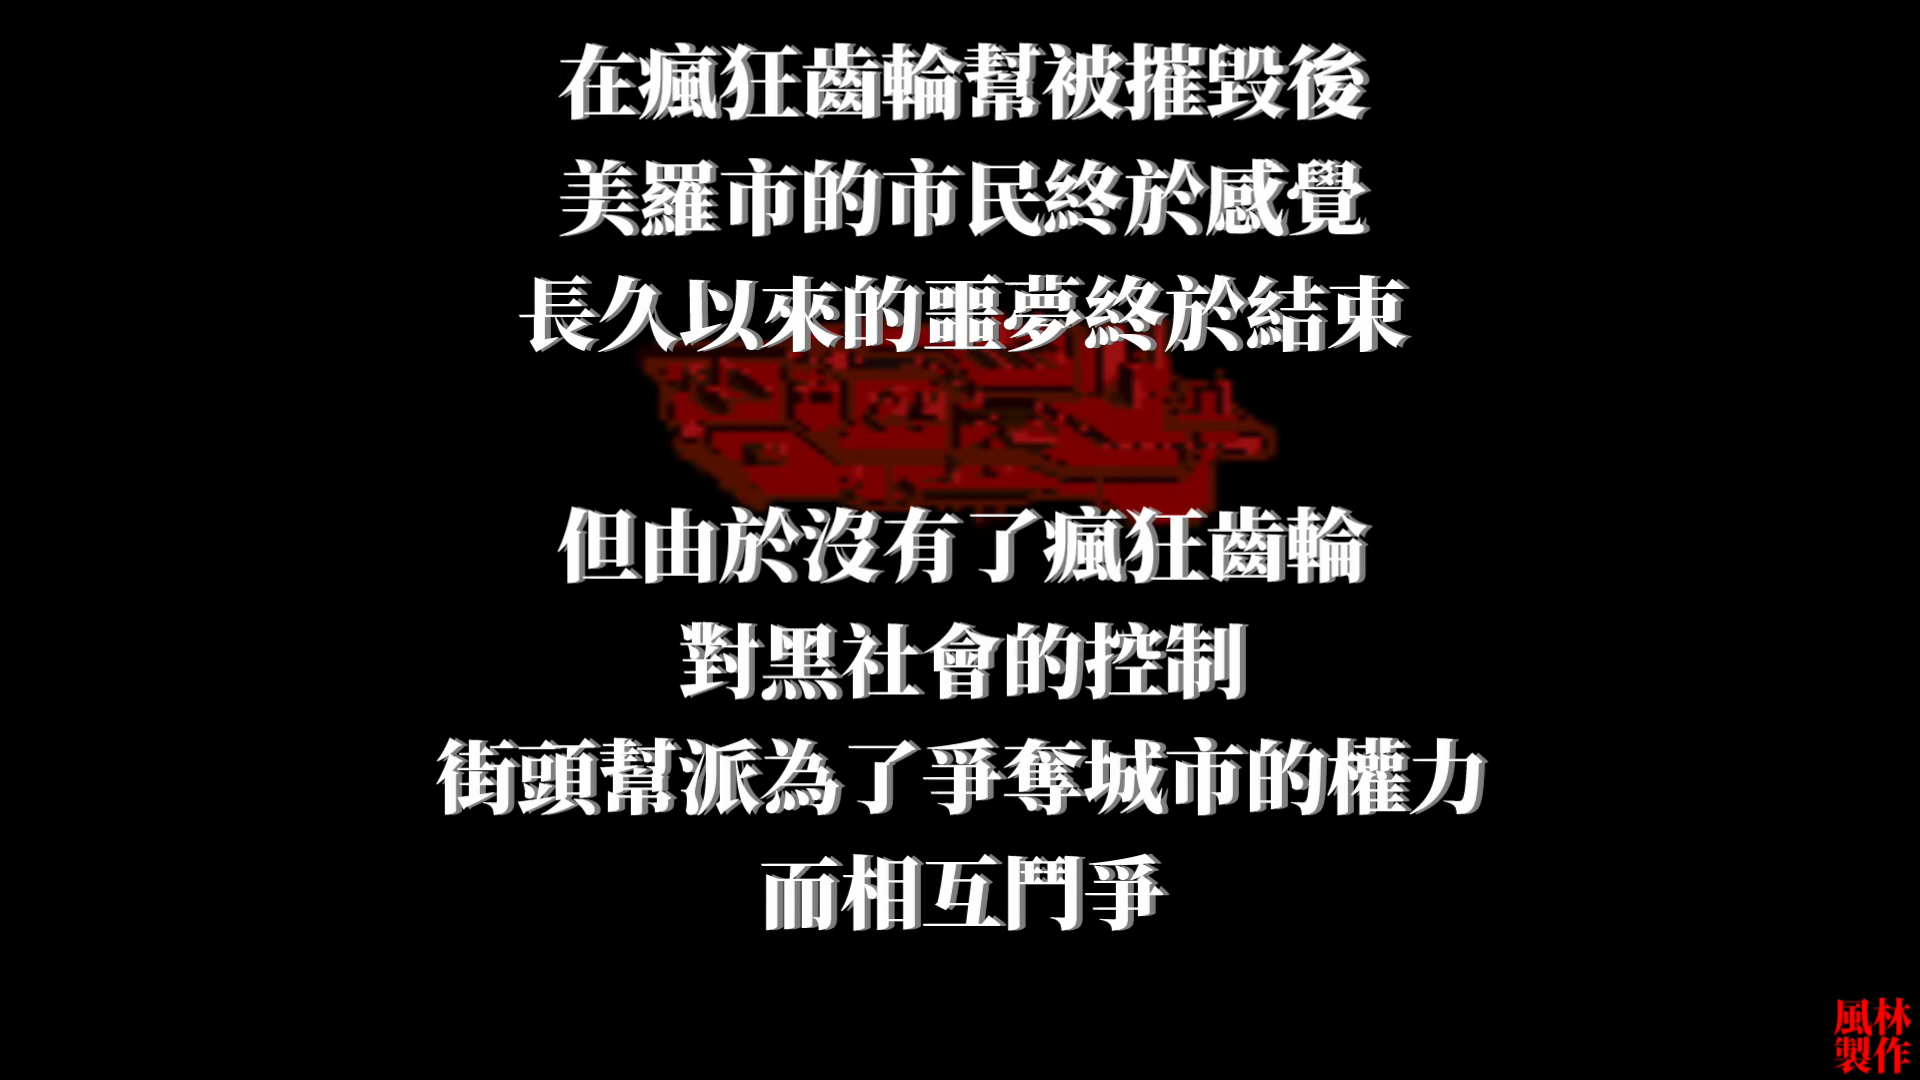 在瘋狂齒輪幫被摧毀後
美羅市的市民終於感覺
長久以來的噩夢終於結束
但由於沒有了瘋狂齒輪
對黑社會的控制
街頭幫派為了爭奪城市的權力
而相互鬥爭
風林
製作